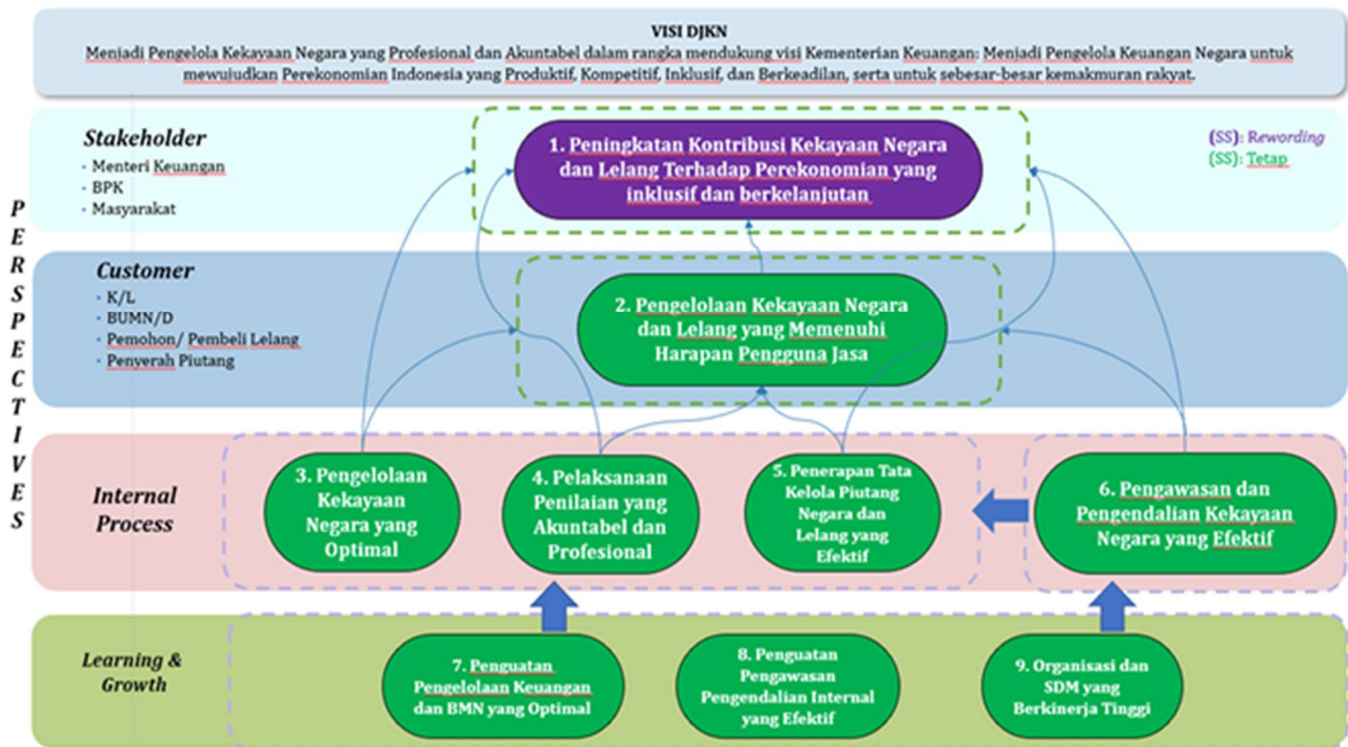 VISI DJKN
Menjadi Pengelola Kekayaan Negara yang Profesional dan Akuntabel dalam rangka mendukung visi Kementerian Keuangan: Menjadi Pengelola Keuangan Negara untuk
mewujudkan Perekonomian Indonesia yang Produktif, Kompetitif, Inklusif, dan Berkeadilan, serta untuk sebesar-besar kemakmuran rakyat.
PERSPECTIVES
Stakeholder
- Menteri Keuangan
- BPK
- Masyarakat
1. Peningkatan Kontribusi Kekayaan Negara
dan Lelang Terhadap Perekonomian yang
inklusif dan berkelanjutan
(SS): Rewording
(SS): Tetap
Customer
- K/L
- BUMN/D
- Pemohon/ Pembeli Lelang
- Penyerah Piutang
2. Pengelolaan Kekayaan Negara
dan Lelang yang Memenuhi
Harapan Pengguna Jasa
Internal
Process
3. Pengelolaan
Kekayaan
Negara yang
Optimal
4. Pelaksanaan
Penilaian yang
Akuntabel dan
Profesional
5. Penerapan Tata
Kelola Piutang
Negara dan
Lelang yang
Efektif
6. Pengawasan dan
Pengendalian Kekayaan
Negara yang Efektif
Learning &
Growth
7. Penguatan
Pengelolaan Keuangan
dan BMN yang Optimal
8. Penguatan
Pengawasan
Pengendalian Internal
yang Efektif
9. Organisasi dan
SDM yang
Berkinerja Tinggi